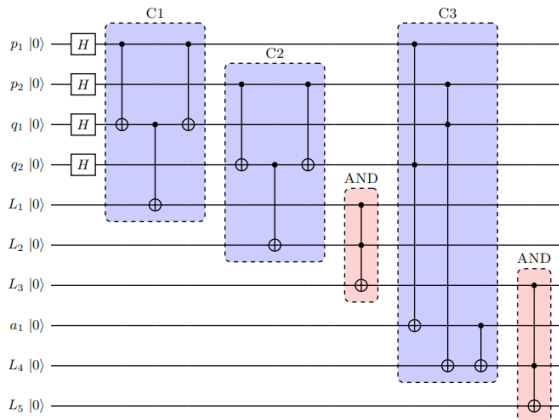 C1
C2
C3
p₁ |0⟩ H
p₂ |0⟩ H
q₁ |0⟩ H
q₂ |0⟩ H
AND
L₁ |0⟩
L₂ |0⟩
AND
L₃ |0⟩
a₁ |0⟩
L₄ |0⟩
L₅ |0⟩